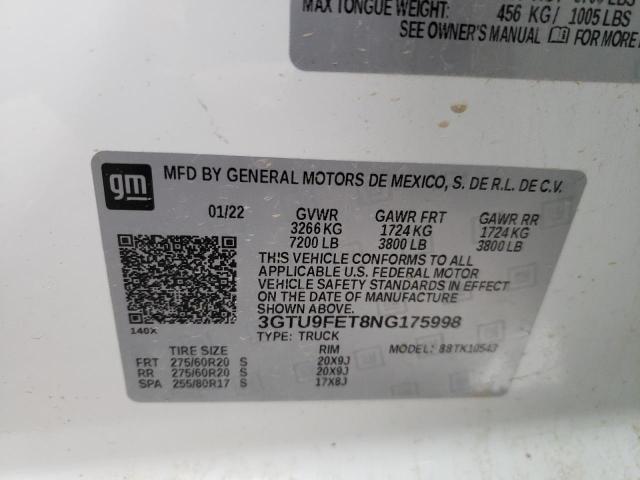 MAX TONGUE WEIGHT: 456 KG/ 1005 LBS
SEE OWNER'S MANUAL FOR MORE
gm
MFD BY GENERAL MOTORS DE MEXICO, S. DE R.L. DE C.V.
01/22 GVWR GAWR FRT GAWR RR
3266 KG 1724 KG 1724 KG
7200 LB 3800 LB 3800 LB
THIS VEHICLE CONFORMS TO ALL
APPLICABLE U.S. FEDERAL MOTOR
VEHICLE SAFETY STANDARDS IN EFFECT
ON THE DATE OF MANUFACTURE
SHOWN ABOVE.
3GTU9FET8NG175998
140X
TYPE: TRUCK MODEL: 88TK10543
TIRE SIZE RIM
FRT 275/60R20 S 20X9J
RR 275/60R20 S 20X9J
SPA 255/80R17 S 17X8J